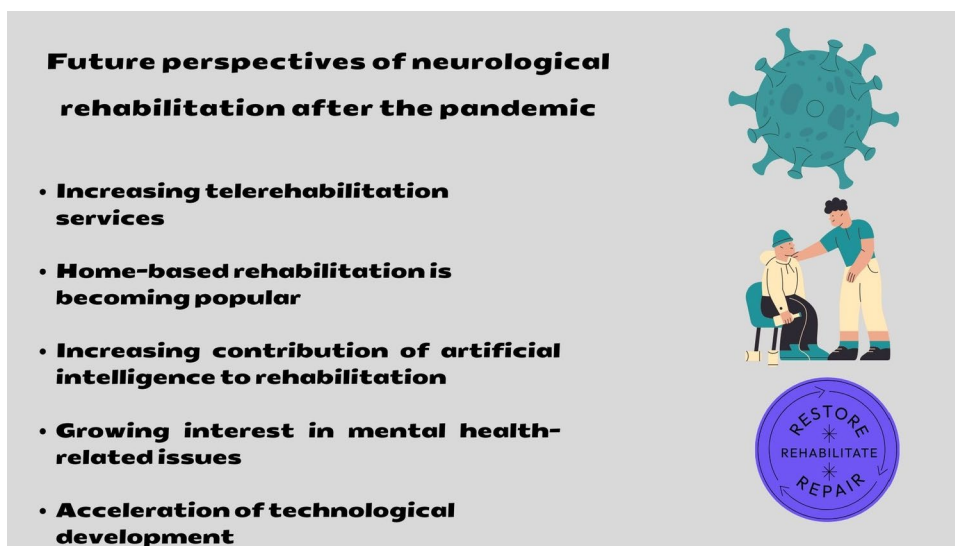 Future perspectives of neurological
rehabilitation after the pandemic
• Increasing telerehabilitation
services
• Home-based rehabilitation is
becoming popular
• Increasing contribution of artificial
intelligence to rehabilitation
• Growing interest in mental health-
related issues
• Acceleration of technological
development
RESTORE
REHABILITATE
REPAIR